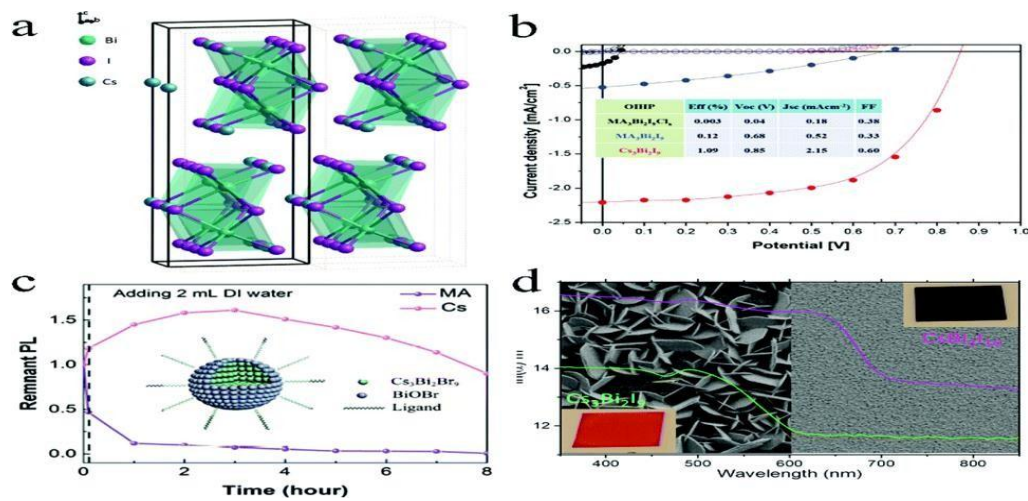 a
c
b
Bi
I
Cs
b
Current density [mA/cm²]
0.0
-0.5
-1.0
-1.5
-2.0
-2.5
OIHP Eff (%) Voc (V) Jsc (mAcm⁻²) FF
MA₃Bi₂I₆Cl₃ 0.003 0.04 0.18 0.38
MA₃Bi₂I₉ 0.12 0.68 0.52 0.33
Cs₃Bi₂I₉ 1.09 0.85 2.15 0.60
0.0 0.1 0.2 0.3 0.4 0.5 0.6 0.7 0.8 0.9 1.0
Potential [V]
c
Adding 2 mL DI water
MA
Cs
Remnant PL
1.5
1.0
0.5
0.0
Cs₃Bi₂Br₉
BiOBr
Ligand
0 2 4 6 8
Time (hour)
d
16
14
12
CsBi₃I₁₀
Cs₃Bi₂I₉
400 500 600 700 800
Wavelength (nm)